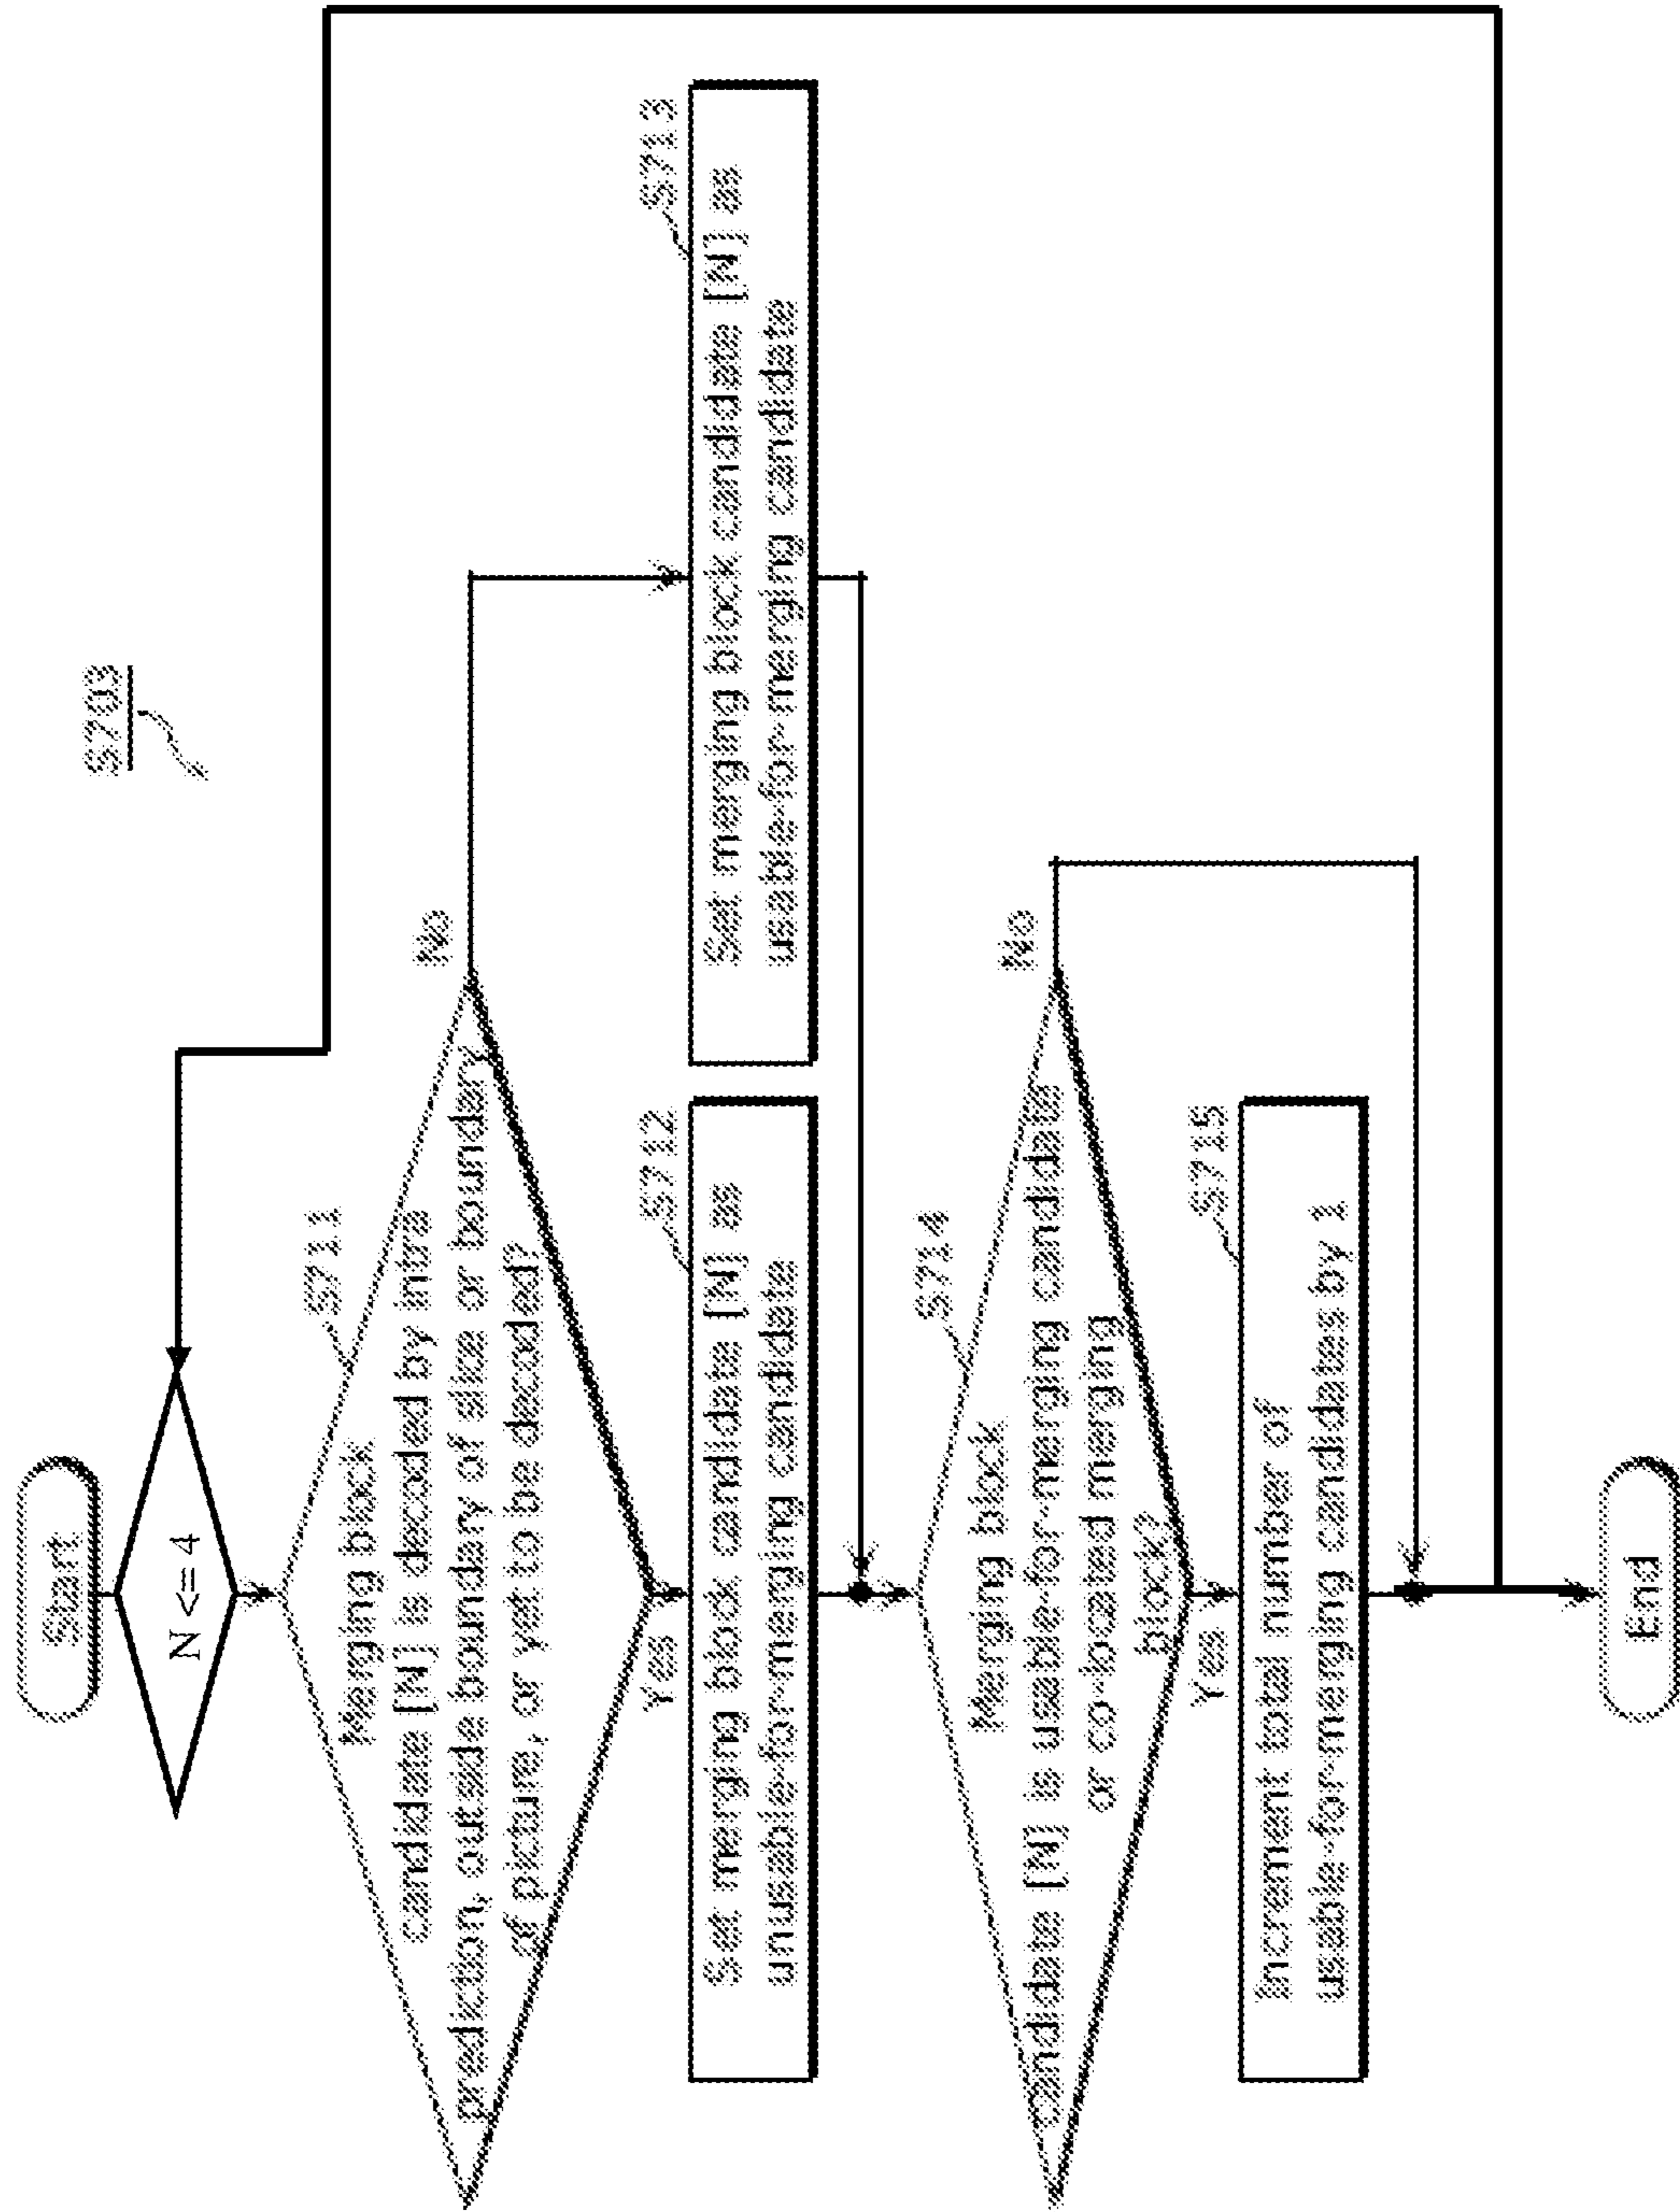 S703
Start
N <= 4
S711
Merging block
candidate [N] is decoded by intra
prediction, outside boundary of slice or boundary
of picture, or yet to be decoded?
No
Yes
S712
Set merging block candidate [N] as
unusable-for-merging candidate
S713
Set merging block candidate [N] as
usable-for-merging candidate
S714
Merging block
candidate [N] is usable-for-merging candidate
or co-located merging
block?
No
Yes
S715
Increment total number of
usable-for-merging candidates by 1
End